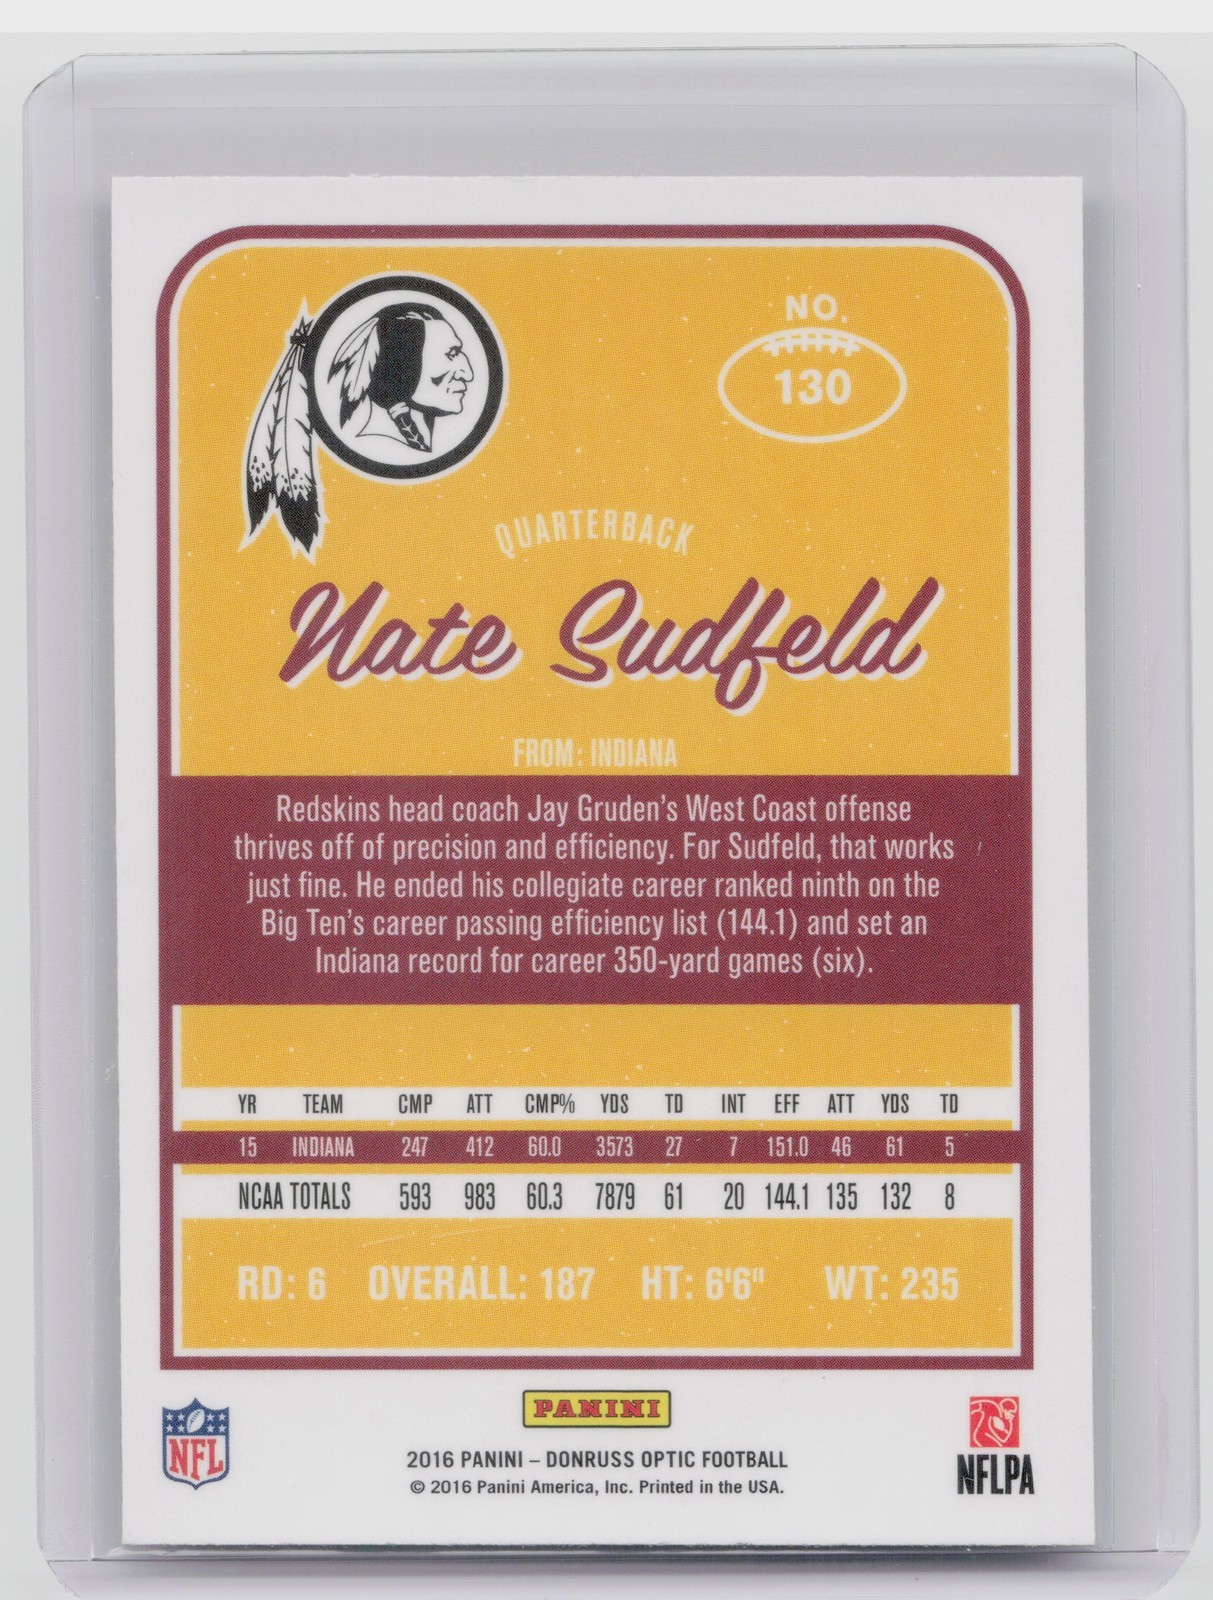 NO.
130
QUARTERBACK
Nate Sudfeld
FROM: INDIANA
Redskins head coach Jay Gruden's West Coast offense
thrives off of precision and efficiency. For Sudfeld, that works
just fine. He ended his collegiate career ranked ninth on the
Big Ten's career passing efficiency list (144.1) and set an
Indiana record for career 350-yard games (six).
YR TEAM CMP ATT CMP% YDS TD INT EFF ATT YDS TD
15 INDIANA 247 412 60.0 3573 27 7 151.0 46 61 5
NCAA TOTALS 593 983 60.3 7879 61 20 144.1 135 132 8
RD: 6 OVERALL: 187 HT: 6'6" WT: 235
PANINI
NFL
2016 PANINI – DONRUSS OPTIC FOOTBALL
© 2016 Panini America, Inc. Printed in the USA.
NFLPA